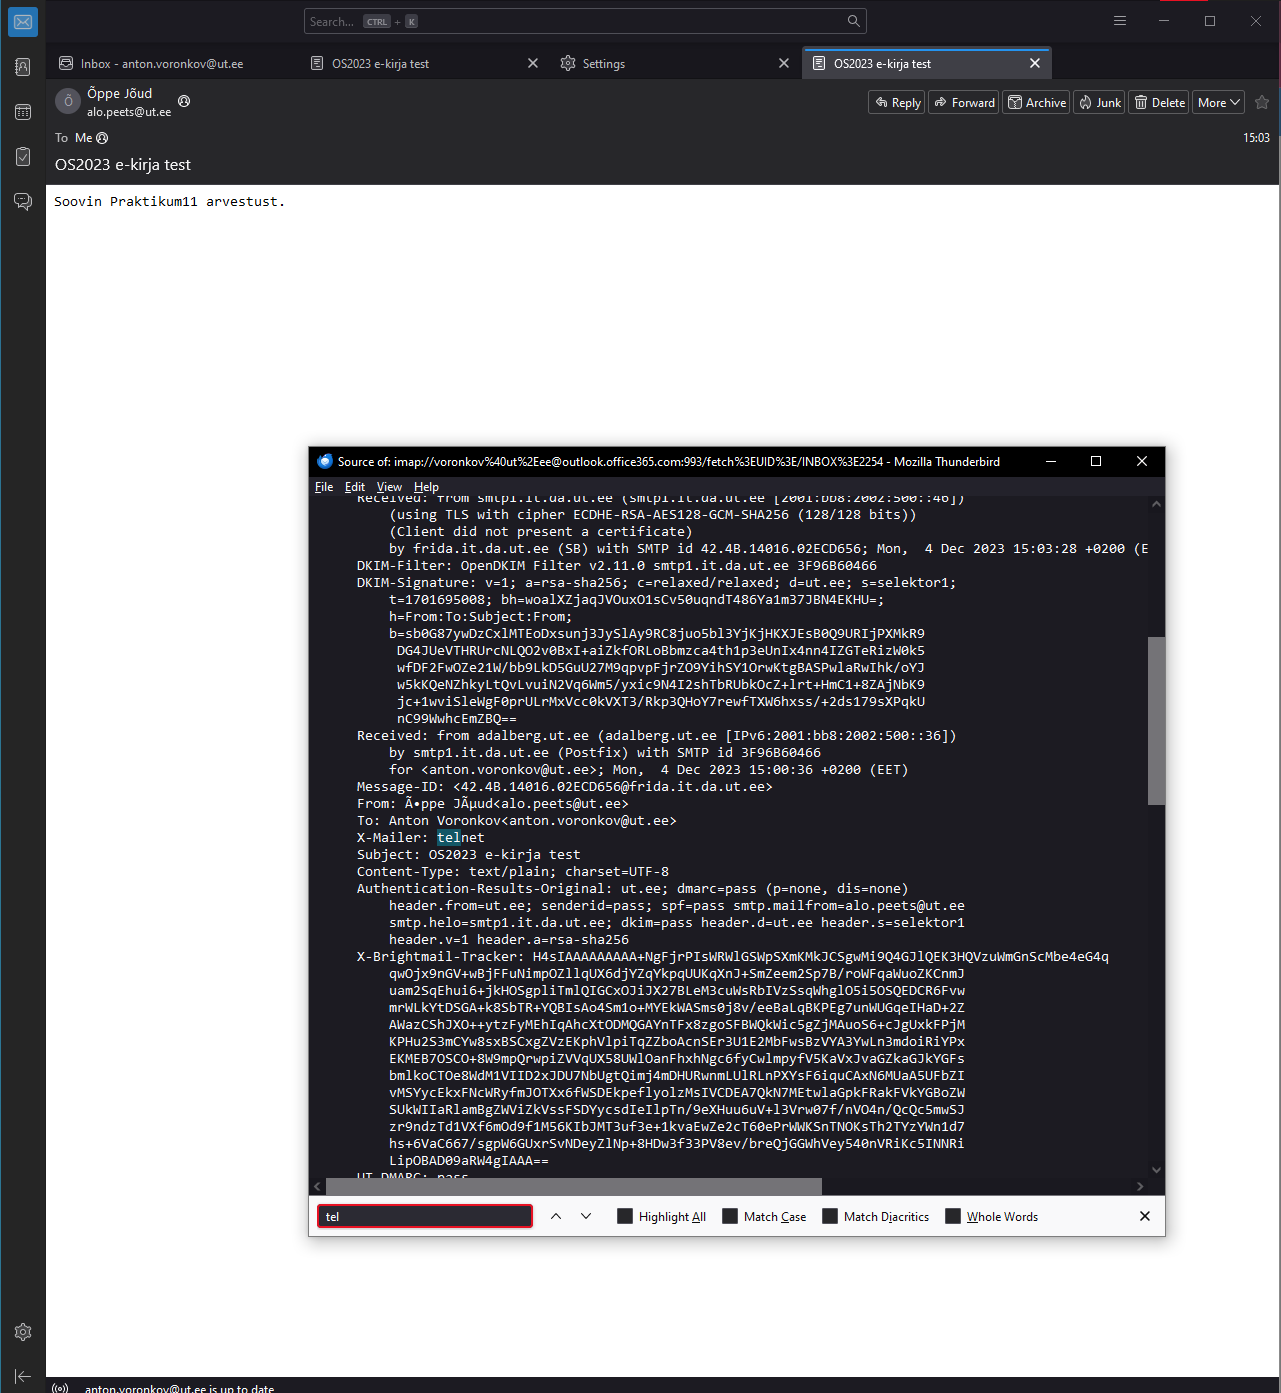 Search... CTRL + K
Inbox - anton.voronkov@ut.ee
OS2023 e-kirja test
Settings
OS2023 e-kirja test
Õ
Õppe Jõud
alo.peets@ut.ee
Reply Forward Archive Junk Delete More
To Me
15:03
OS2023 e-kirja test
Soovin Praktikum11 arvestust.
Source of: imap://voronkov%40ut%2Eee@outlook.office365.com:993/fetch%3EUID%3E/INBOX%3E2254 - Mozilla Thunderbird
File Edit View Help
Received: from smtp1.it.da.ut.ee (smtp1.it.da.ut.ee [2001:bb8:2002:500::46])
(using TLS with cipher ECDHE-RSA-AES128-GCM-SHA256 (128/128 bits))
(Client did not present a certificate)
by frida.it.da.ut.ee (SB) with SMTP id 42.4B.14016.02ECD656; Mon, 4 Dec 2023 15:03:28 +0200 (E
DKIM-Filter: OpenDKIM Filter v2.11.0 smtp1.it.da.ut.ee 3F96B60466
DKIM-Signature: v=1; a=rsa-sha256; c=relaxed/relaxed; d=ut.ee; s=selektor1;
t=1701695008; bh=woalXZjaqJVOuxO1sCv50uqndT486Ya1m37JBN4EKHU=;
h=From:To:Subject:From;
b=sb0G87ywDzCxlMTEoDxsunj3JySlAy9RC8juo5bl3YjKjHKXJEsB0Q9URIjPXMkR9
DG4JUeVTHRUrcNLQO2v0BxI+aiZkfORLoBbmzca4th1p3eUnIx4nn4IZGTeRizW0k5
wfDF2FwOZe21W/bb9LkD5GuU27M9qpvpFjrZO9YihSY1OrwKtgBASPwlaRwIhk/oYJ
w5kKQeNZhkyLtQvLvuiN2Vq6Wm5/yxic9N4I2shTbRUbkOcZ+lrt+HmC1+8ZAjNbK9
jc+1wviSleWgF0prULrMxVcc0kVXT3/Rkp3QHoY7rewfTXW6hxss/+2ds179sXPqkU
nC99WwhcEmZBQ==
Received: from adalberg.ut.ee (adalberg.ut.ee [IPv6:2001:bb8:2002:500::36])
by smtp1.it.da.ut.ee (Postfix) with SMTP id 3F96B60466
for <anton.voronkov@ut.ee>; Mon, 4 Dec 2023 15:00:36 +0200 (EET)
Message-ID: <42.4B.14016.02ECD656@frida.it.da.ut.ee>
From: Ã•ppe JÃµud<alo.peets@ut.ee>
To: Anton Voronkov<anton.voronkov@ut.ee>
X-Mailer: telnet
Subject: OS2023 e-kirja test
Content-Type: text/plain; charset=UTF-8
Authentication-Results-Original: ut.ee; dmarc=pass (p=none, dis=none)
header.from=ut.ee; senderid=pass; spf=pass smtp.mailfrom=alo.peets@ut.ee
smtp.helo=smtp1.it.da.ut.ee; dkim=pass header.d=ut.ee header.s=selektor1
header.v=1 header.a=rsa-sha256
X-Brightmail-Tracker: H4sIAAAAAAAAA+NgFjrPIsWRWlGSWpSXmKMkJCSgwMi9Q4GJlQEK3HQVzuWmGnScMbe4eG4q
qwOjx9nGV+wBjFFuNimpOZllqUX6djYZqYkpqUUKqXnJ+SmZeem2Sp7B/roWFqaWuoZKCnmJ
uam2SqEhui6+jkHOSgpliTmlQIGCxOJiJX27BLeM3cuWsRbIVzSsqWhglO5i5OSQEDCR6Fvw
mrWLkYtDSGA+k8SbTR+YQBIsAo4Sm1o+MYEkWASms0j8v/eeBaLqBKPEg7unWUGqeIHaD+2Z
AWazCShJXO++ytzFyMEhIqAhcXtODMQGAYnTFx8zgoSFBWQkWic5gZjMAuoS6+cJgUxkFPjM
KPHu2S3mCYw8sxBSCxgZVzEKphVlpiTqZZboAcnSEr3U1E2MbFwsBzVYA3YwLn3mdoiRiYPx
EKMEB7OSCO+8W9mpQrwpiZVVqUX58UWlOanFhxhNgc6fyCwlmpyfV5KaVxJvaGZkaGJkYGFs
bmlkoCTOe8WdM1VIID2xJDU7NbUgtQimj4mDHURwnmLUlRLnPXYsF6iquCAxN6MUaA5UFbZI
vMSYycEkxFNcWRyfmJOTXx6fWSDEkpeflyolzMsIVCDEA7QkN7MEtwlaGpkFRakFVkYGBoZW
SUkWIIaRlamBgZWViZkVssFSDYycsdIeIlpTn/9eXHuu6uV+l3Vrw07f/nVO4n/QcQc5mwSJ
zr9ndzTd1VXf6mOd9f1M56KIbJMT3uf3e+1kvaEwZe2cT60ePrWWKSnTNOKsTh2TYzYWn1d7
hs+6VaC667/sgpW6GUxrSvNDeyZlNp+8HDw3f33PV8ev/breQjGGWhVey540nVRiKc5INNRi
LipOBAD09aRW4gIAAA==
UT DMARC: pass
tel
Highlight All Match Case Match Diacritics Whole Words
anton.voronkov@ut.ee is up to date